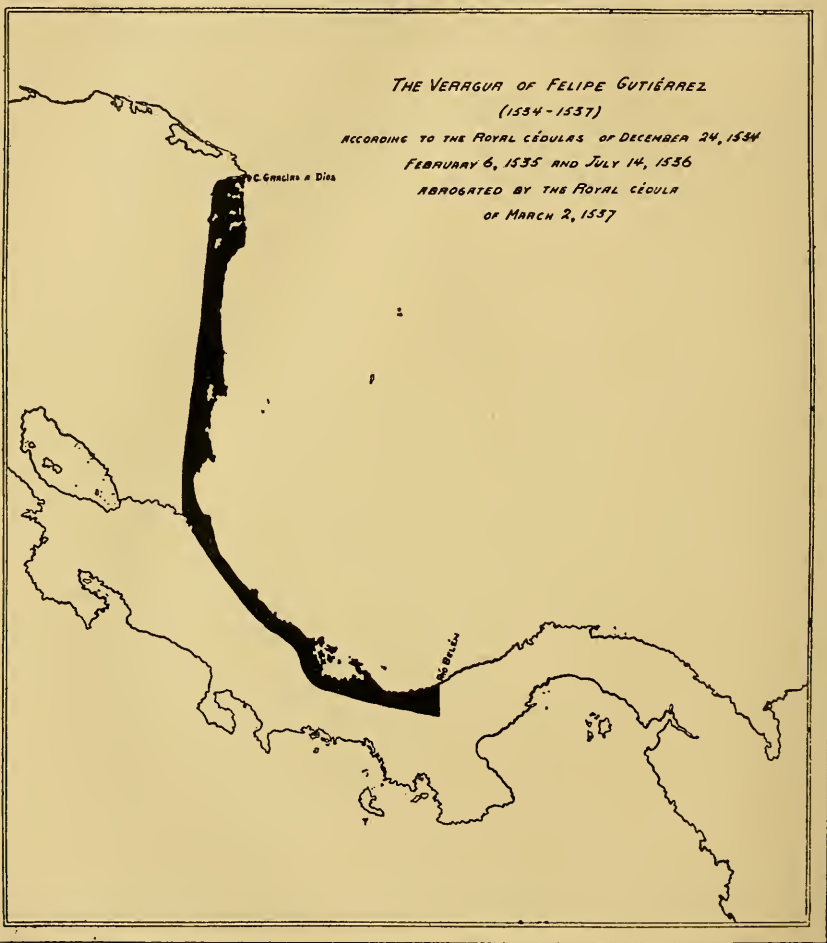 THE VERAGUA OF FELIPE GUTIÉRREZ
(1534-1537)
ACCORDING TO THE ROYAL CÉDULAS OF DECEMBER 24, 1534
FEBRUARY 6, 1535 AND JULY 14, 1536
ABROGATED BY THE ROYAL CÉDULA
OF MARCH 2, 1537
C. GRACIAS A DIOS
RÍO BELÉN